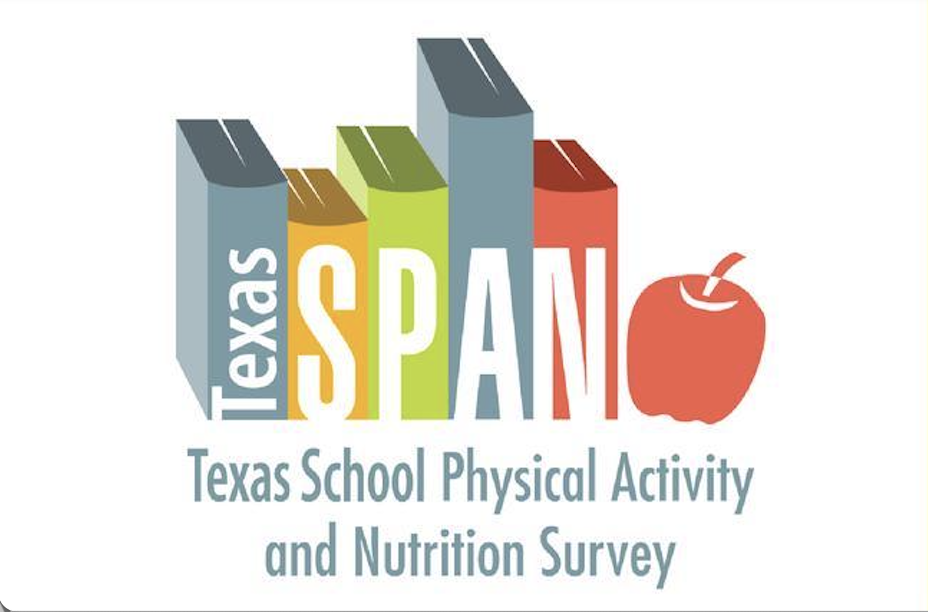 Texas
SPAN
Texas School Physical Activity
and Nutrition Survey